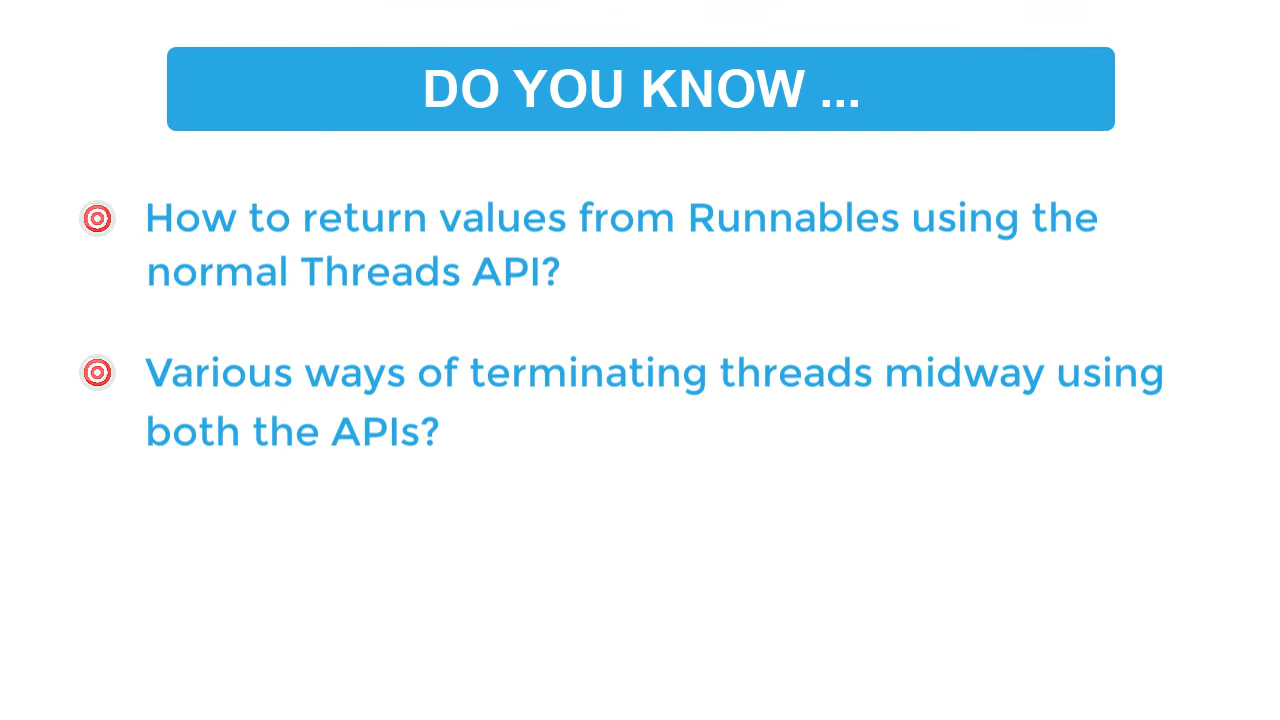 DO YOU KNOW ...
How to return values from Runnables using the
normal Threads API?
Various ways of terminating threads midway using
both the APIs?